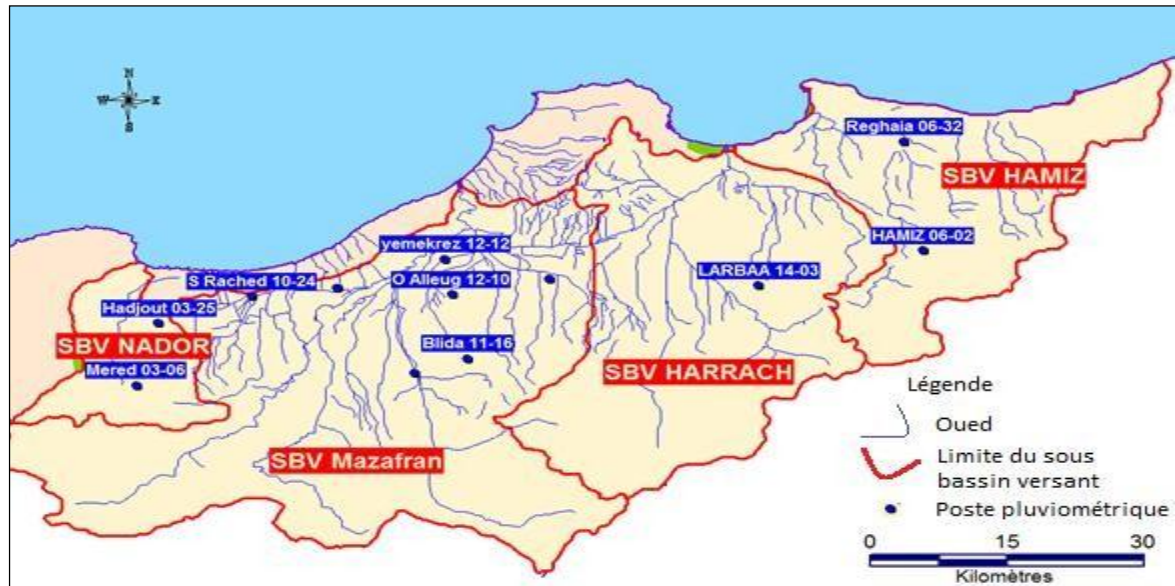 N
W E
S
Reghaia 06-32
SBV HAMIZ
yemekrez 12-12
HAMIZ 06-02
S Rached 10-24
O Alleug 12-10
LARBAA 14-03
Hadjout 03-25
SBV NADOR
Blida 11-16
Mered 03-06
SBV HARRACH
SBV Mazafran
Légende
Oued
Limite du sous
bassin versant
Poste pluviométrique
0 15 30
Kilomètres